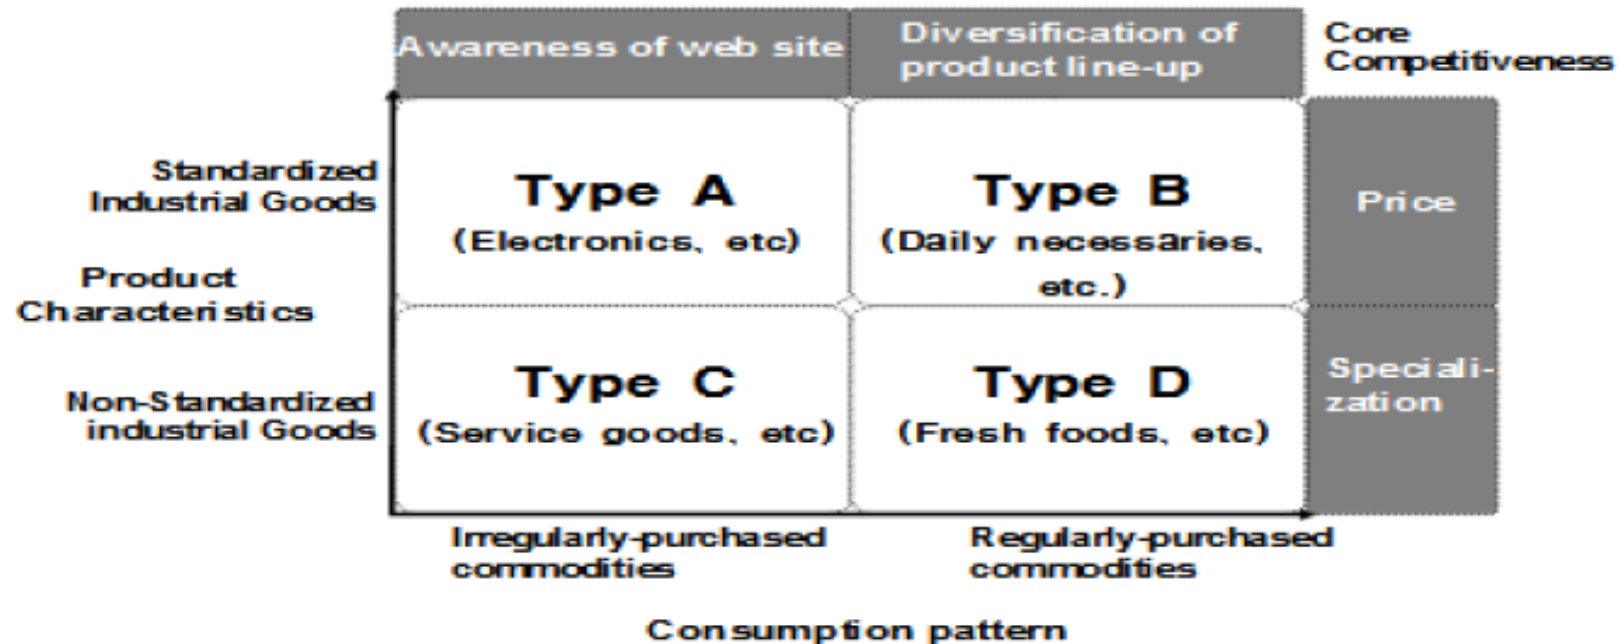 Awareness of web site
Diversification of
product line-up
Core
Competitiveness
Standardized
Industrial Goods
Type A
(Electronics, etc)
Type B
(Daily necessaries,
etc.)
Price
Product
Characteristics
Non-Standardized
industrial Goods
Type C
(Service goods, etc)
Type D
(Fresh foods, etc)
Speciali-
zation
Irregularly-purchased
commodities
Regularly-purchased
commodities
Consumption pattern